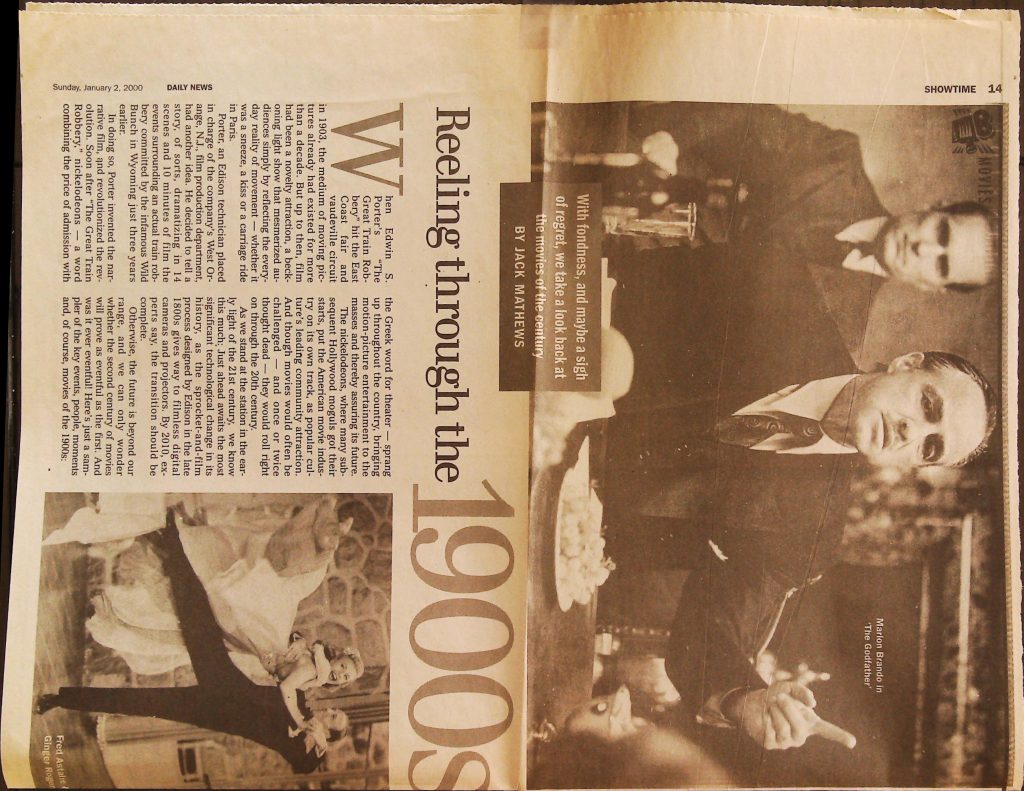 SHOWTIME 14
MOVIES
Marlon Brando in
'The Godfather'
With fondness, and maybe a sigh
of regret, we take a look back at
the movies of the century
BY JACK MATHEWS
Reeling through the 1900s
When Edwin S.
Porter's "The
Great Train Rob-
bery" hit the East
Coast fair and
vaudeville circuit
in 1903, the medium of moving pic-
tures already had existed for more
than a decade. But up to then, film
had been a novelty attraction, a beck-
oning light show that mesmerized au-
diences simply by reflecting the every-
day reality of movement — whether it
was a sneeze, a kiss or a carriage ride
in Paris.
Porter, an Edison technician placed
in charge of the company's West Or-
ange, N.J., film production department,
had another idea. He decided to tell a
story, of sorts, dramatizing in 14
scenes and 10 minutes of film the
events surrounding an actual train rob-
bery committed by the infamous Wild
Bunch in Wyoming just three years
earlier.
In doing so, Porter invented the nar-
rative film, and revolutionized the rev-
olution. Soon after "The Great Train
Robbery," nickelodeons — a word
combining the price of admission with
the Greek word for theater — sprang
up throughout the country, bringing
motion-picture entertainment to the
masses and thereby assuring its future.
The nickelodeons, where many sub-
sequent Hollywood moguls got their
starts, put the American movie indus-
try on its own track, as popular cul-
ture's leading community attraction.
And though movies would often be
challenged — and once or twice
thought dead — they would roll right
on through the 20th century.
As we stand at the station in the ear-
ly light of the 21st century, we know
this much: Just ahead awaits the most
significant technological change in its
history, as the sprocket-and-film
process designed by Edison in the late
1800s gives way to filmless digital
cameras and projectors. By 2010, ex-
perts say, the transition should be
complete.
Otherwise, the future is beyond our
range, and we can only wonder
whether the second century of movies
will prove as eventful as the first. And
was it ever eventful! Here's just a sam-
pler of the key events, people, moments
and, of course, movies of the 1900s:
Fred Astaire
Ginger Roger
Sunday, January 2, 2000 DAILY NEWS